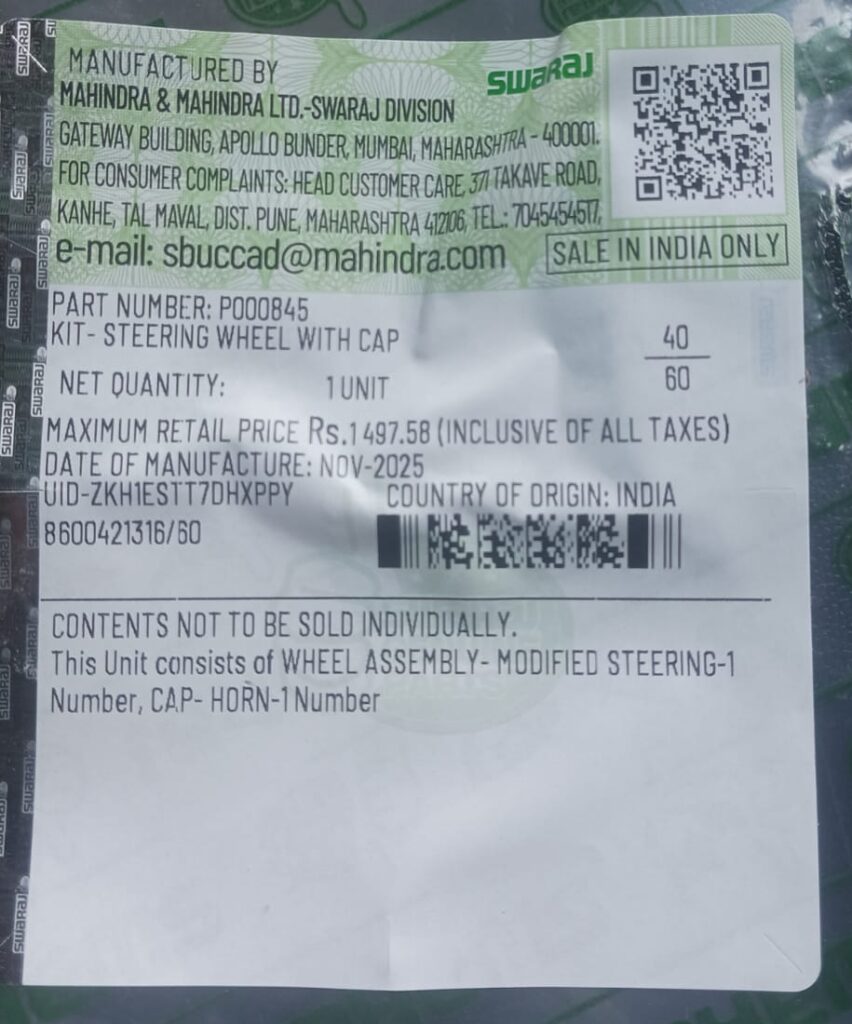 swaraj
MANUFACTURED BY
MAHINDRA & MAHINDRA LTD.-SWARAJ DIVISION
GATEWAY BUILDING, APOLLO BUNDER, MUMBAI, MAHARASHTRA - 400001.
FOR CONSUMER COMPLAINTS: HEAD CUSTOMER CARE, 371 TAKAVE ROAD,
KANHE, TAL MAVAL, DIST. PUNE, MAHARASHTRA 412106, TEL.: 7045454517,
e-mail: sbuccad@mahindra.com
SALE IN INDIA ONLY
PART NUMBER: P000845
KIT- STEERING WHEEL WITH CAP
40
60
NET QUANTITY: 1 UNIT
MAXIMUM RETAIL PRICE Rs.1497.58 (INCLUSIVE OF ALL TAXES)
DATE OF MANUFACTURE: NOV-2025
UID-ZKH1ESTT7DHXPPY COUNTRY OF ORIGIN: INDIA
8600421316/60
CONTENTS NOT TO BE SOLD INDIVIDUALLY.
This Unit consists of WHEEL ASSEMBLY- MODIFIED STEERING-1
Number, CAP- HORN-1 Number